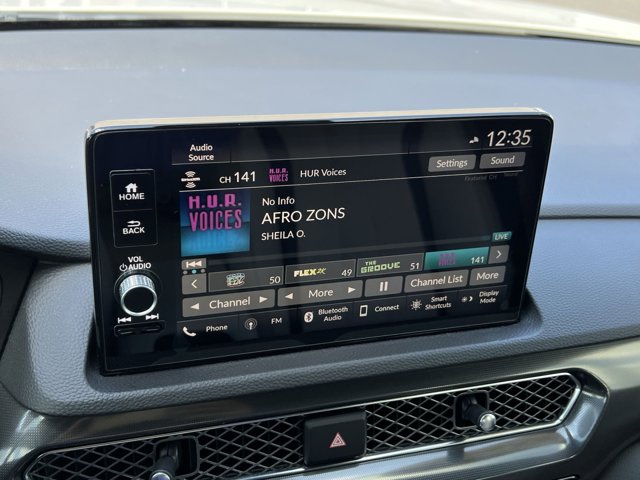 Audio
Source
12:35
CH 141
H.U.R.
VOICES
HUR Voices
Settings
Sound
HOME
BACK
VOL
AUDIO
H.U.R.
VOICES
No Info
AFRO ZONS
SHEILA O.
LIVE
50
FLEX2K 49
THE GROOVE 51
141
Channel
More
Channel List
More
Phone
FM
Bluetooth
Audio
Connect
Smart
Shortcuts
Display
Mode